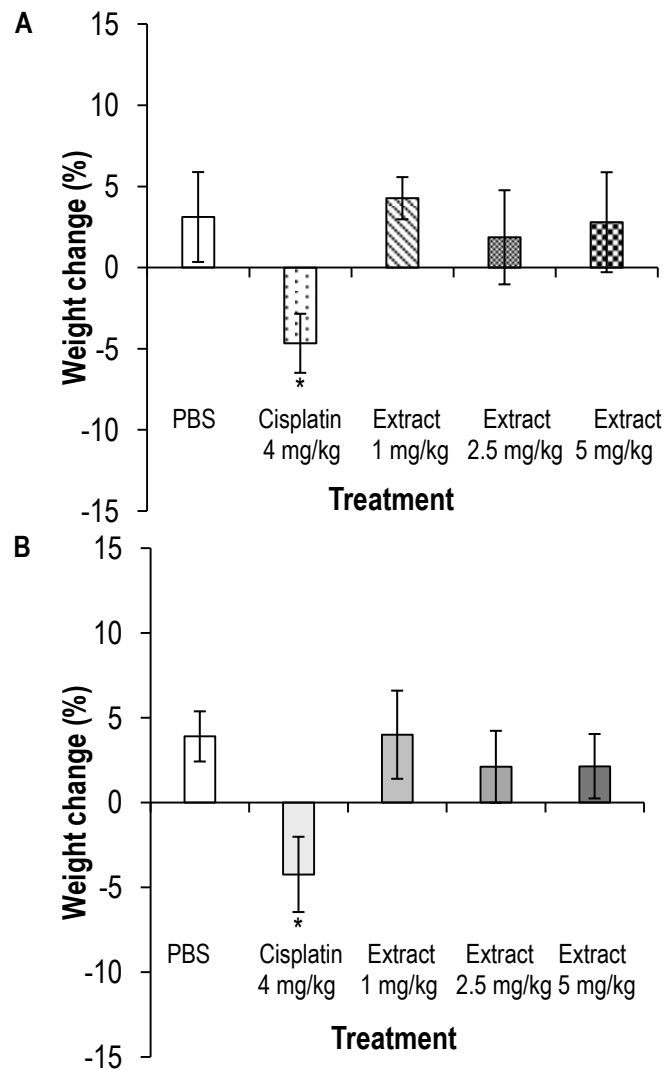 A
Weight change (%)
15
10
5
0
-5
-10
-15
*
PBS
Cisplatin
4 mg/kg
Extract
1 mg/kg
Extract
2.5 mg/kg
Extract
5 mg/kg
Treatment
B
Weight change (%)
15
10
5
0
-5
-10
-15
*
PBS
Cisplatin
4 mg/kg
Extract
1 mg/kg
Extract
2.5 mg/kg
Extract
5 mg/kg
Treatment